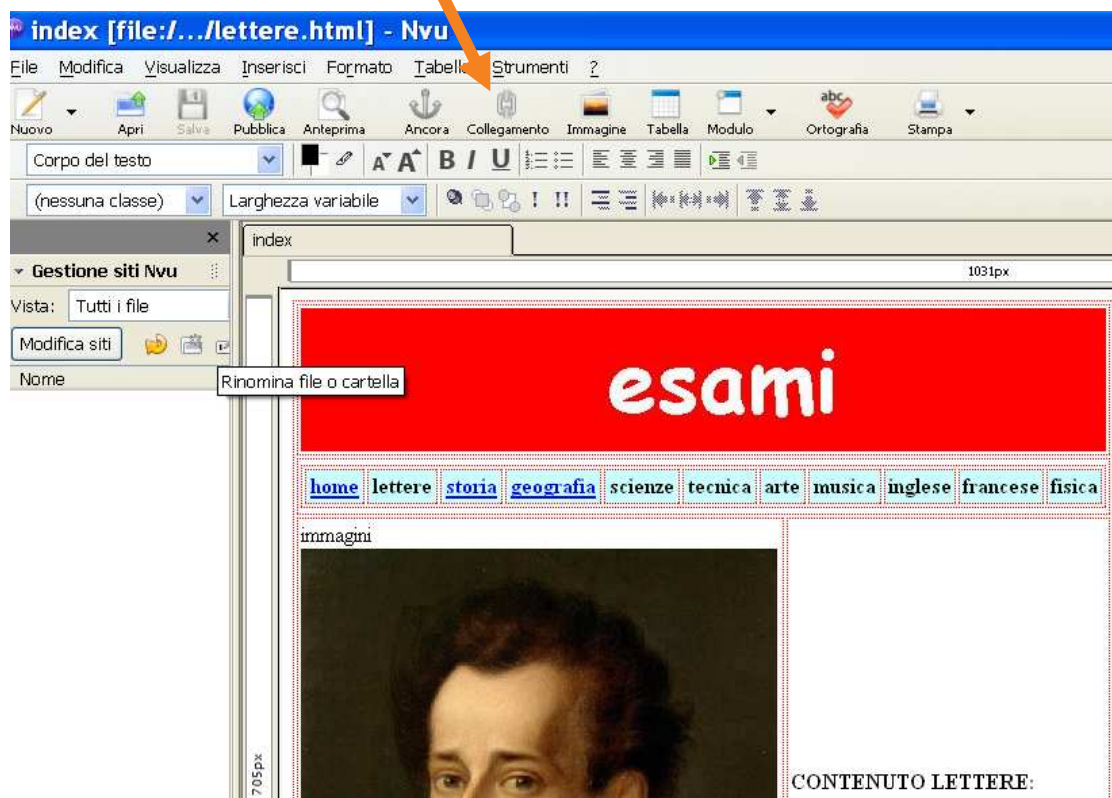 index [file:/.../lettere.html] - Nvu
File Modifica Visualizza Inserisci Formato Tabella Strumenti ?
Nuovo Apri Salva Pubblica Anteprima Ancora Collegamento Immagine Tabella Modulo Ortografia Stampa
Corpo del testo
(nessuna classe) Larghezza variabile
index
Gestione siti Nvu
1031px
Vista: Tutti i file
Modifica siti
Nome
Rinomina file o cartella
esami
home lettere storia geografia scienze tecnica arte musica inglese francese fisica
immagini
705px
CONTENUTO LETTERE: